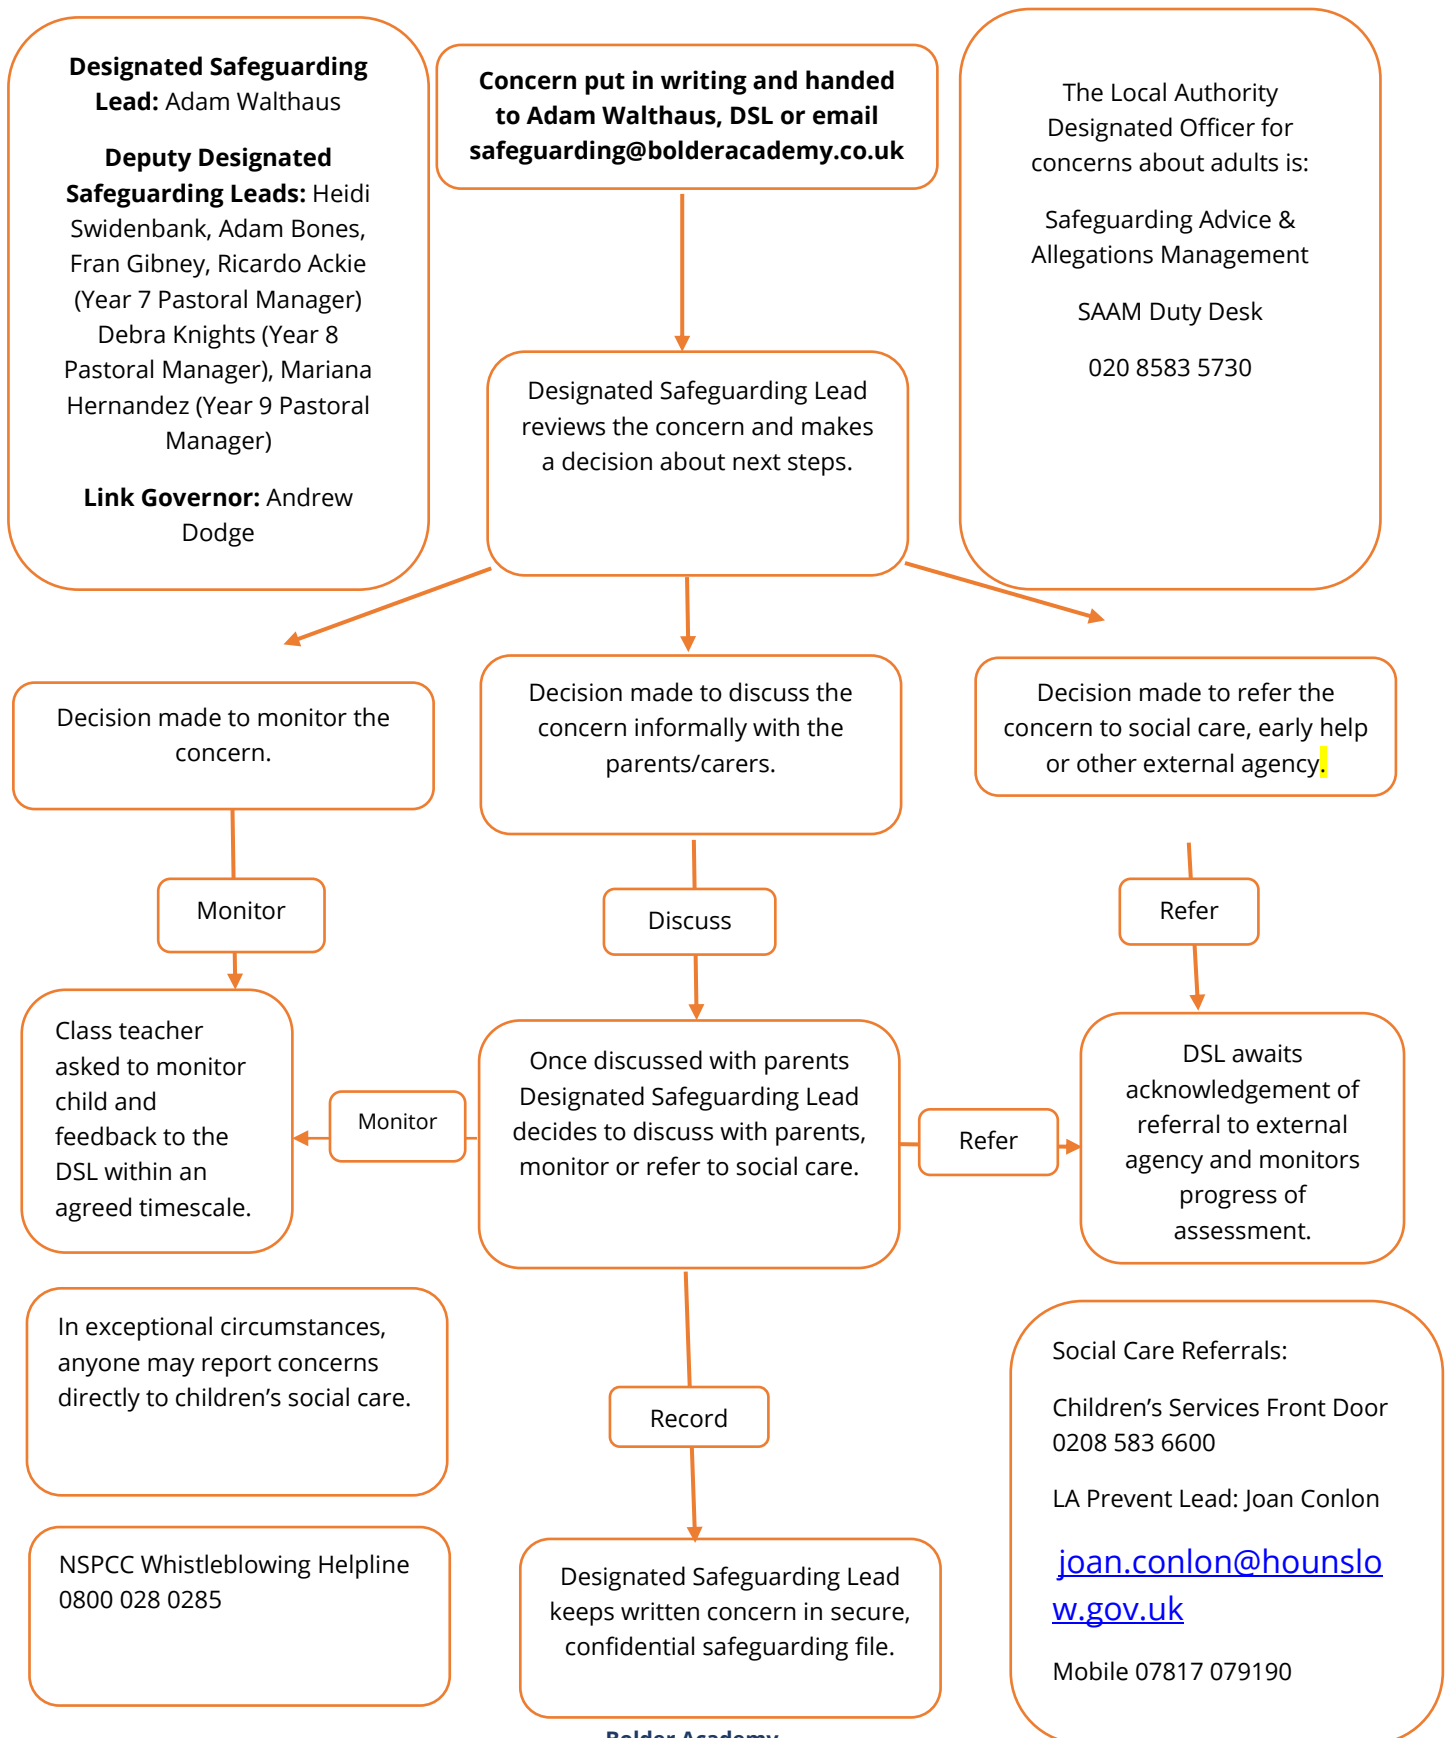 Designated Safeguarding
Lead: Adam Walthaus
Deputy Designated
Safeguarding Leads: Heidi
Swidenbank, Adam Bones,
Fran Gibney, Ricardo Ackie
(Year 7 Pastoral Manager)
Debra Knights (Year 8
Pastoral Manager), Mariana
Hernandez (Year 9 Pastoral
Manager)
Link Governor: Andrew
Dodge
Concern put in writing and handed
to Adam Walthaus, DSL or email
safeguarding@bolderacademy.co.uk
The Local Authority
Designated Officer for
concerns about adults is:
Safeguarding Advice &
Allegations Management
SAAM Duty Desk
020 8583 5730
Designated Safeguarding Lead
reviews the concern and makes
a decision about next steps.
Decision made to monitor the
concern.
Decision made to discuss the
concern informally with the
parents/carers.
Decision made to refer the
concern to social care, early help
or other external agency.
Monitor
Discuss
Refer
Class teacher
asked to monitor
child and
feedback to the
DSL within an
agreed timescale.
Monitor
Once discussed with parents
Designated Safeguarding Lead
decides to discuss with parents,
monitor or refer to social care.
Refer
DSL awaits
acknowledgement of
referral to external
agency and monitors
progress of
assessment.
In exceptional circumstances,
anyone may report concerns
directly to children’s social care.
Record
Social Care Referrals:
Children’s Services Front Door
0208 583 6600
LA Prevent Lead: Joan Conlon
joan.conlon@hounslo
w.gov.uk
Mobile 07817 079190
NSPCC Whistleblowing Helpline
0800 028 0285
Designated Safeguarding Lead
keeps written concern in secure,
confidential safeguarding file.
Bolder Academy